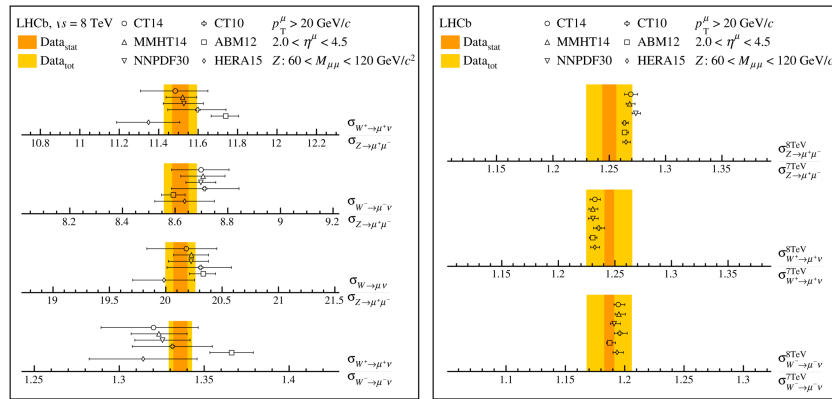 LHCb, √s = 8 TeV
Data_stat
Data_tot
CT14
MMHT14
NNPDF30
CT10
ABM12
HERA15
p_T^μ > 20 GeV/c
2.0 < η^μ < 4.5
Z: 60 < M_μμ < 120 GeV/c²
10.8 11 11.2 11.4 11.6 11.8 12 12.2
σ_{W⁺→μ⁺ν}
σ_{Z→μ⁺μ⁻}
8.2 8.4 8.6 8.8 9 9.2
σ_{W⁻→μ⁻ν}
σ_{Z→μ⁺μ⁻}
19 19.5 20 20.5 21 21.5
σ_{W→μν}
σ_{Z→μ⁺μ⁻}
1.25 1.3 1.35 1.4
σ_{W⁺→μ⁺ν}
σ_{W⁻→μ⁻ν}
Data_stat
Data_tot
CT14
MMHT14
NNPDF30
CT10
ABM12
HERA15
p_T^μ > 20 GeV/c
2.0 < η^μ < 4.5
Z: 60 < M_μμ < 120 GeV/c
1.15 1.2 1.25 1.3 1.35
σ^{8TeV}_{Z→μ⁺μ⁻}
σ^{7TeV}_{Z→μ⁺μ⁻}
1.15 1.2 1.25 1.3 1.35
σ^{8TeV}_{W⁺→μ⁺ν}
σ^{7TeV}_{W⁺→μ⁺ν}
1.1 1.15 1.2 1.25 1.3
σ^{8TeV}_{W⁻→μ⁻ν}
σ^{7TeV}_{W⁻→μ⁻ν}